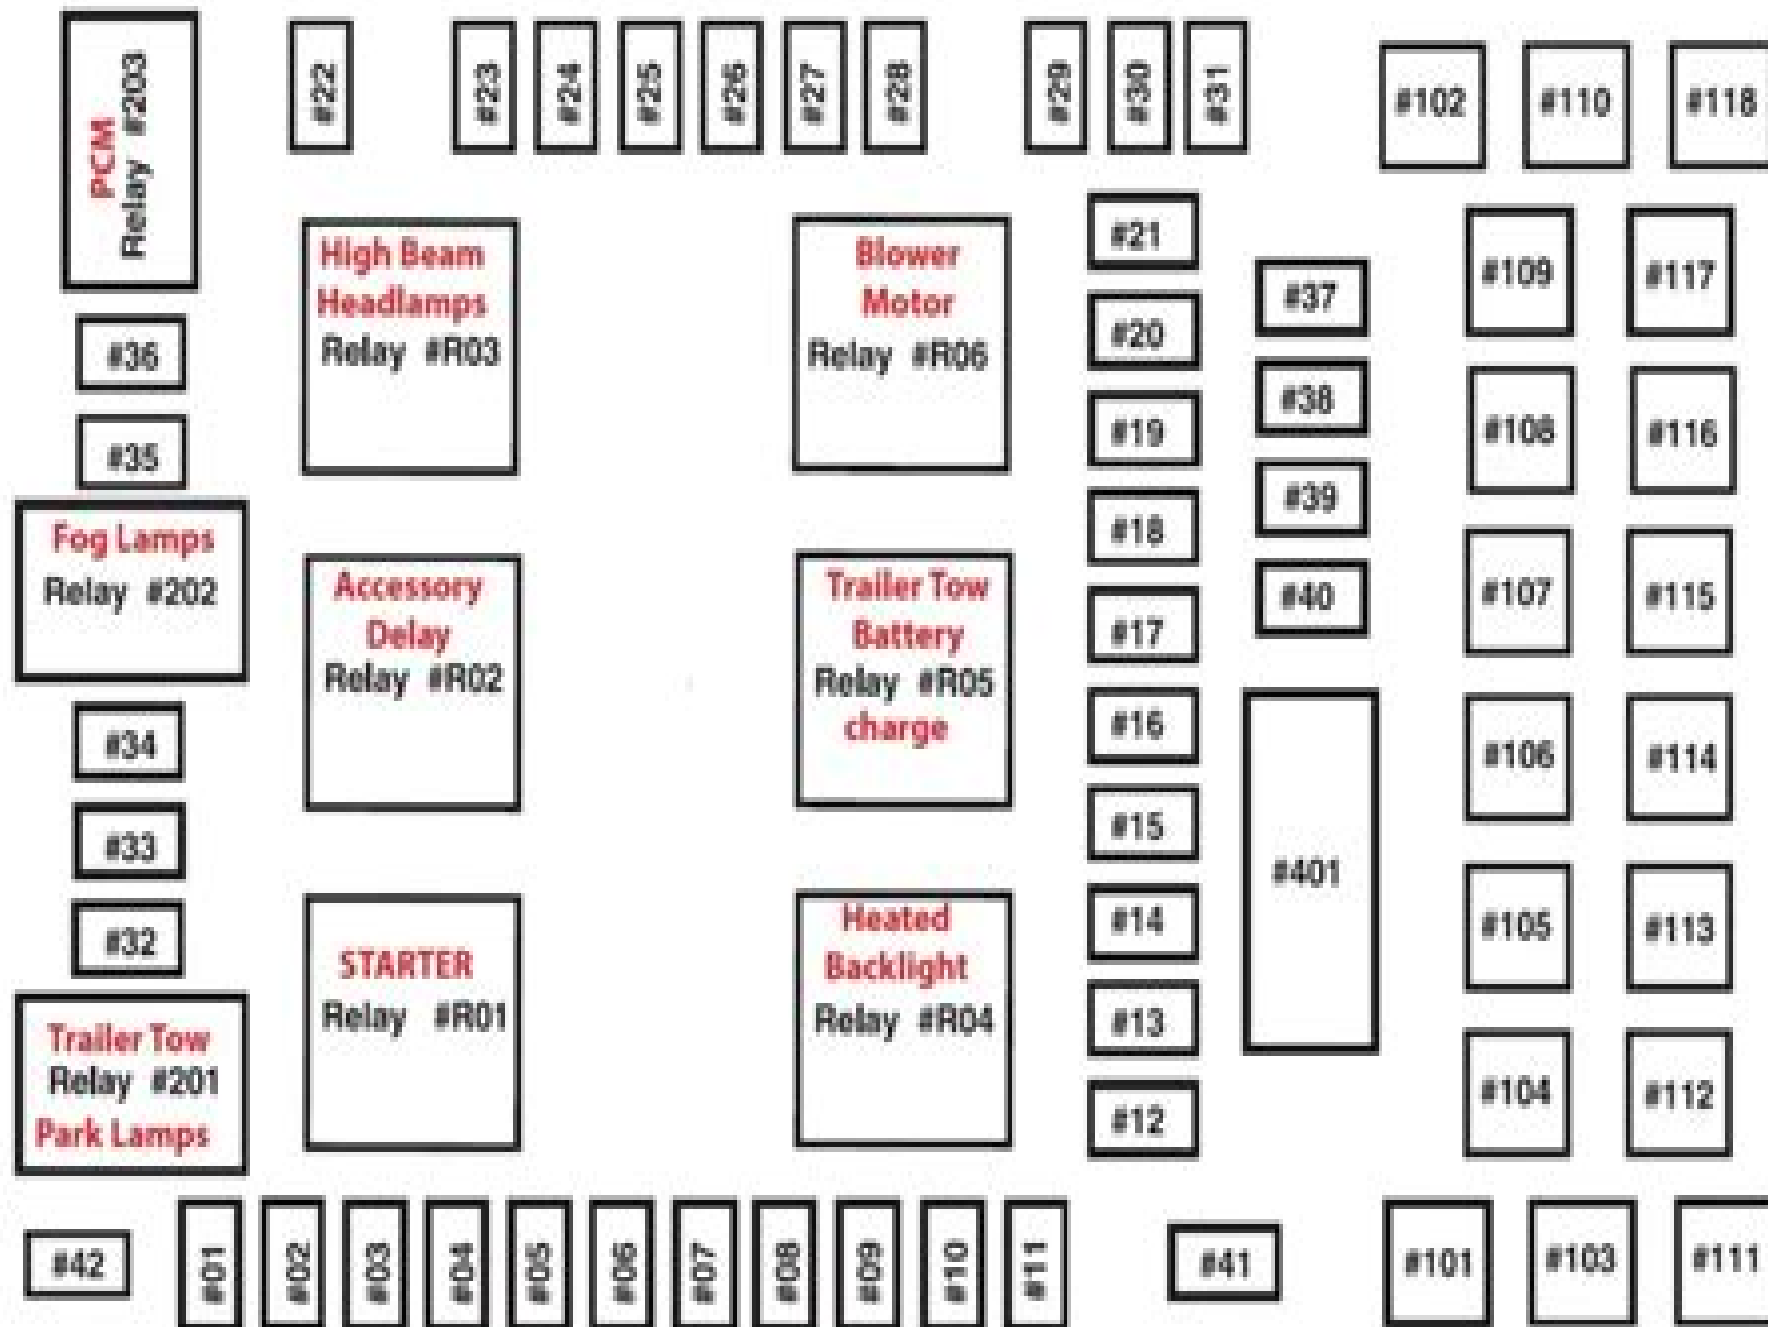 PCM
Relay #203
#22
#23
#24
#25
#26
#27
#28
#29
#30
#31
#102
#110
#118
#36
#35
Fog Lamps
Relay #202
#34
#33
#32
Trailer Tow
Relay #201
Park Lamps
High Beam
Headlamps
Relay #R03
Accessory
Delay
Relay #R02
STARTER
Relay #R01
Blower
Motor
Relay #R06
Trailer Tow
Battery
Relay #R05
charge
Heated
Backlight
Relay #R04
#21
#20
#19
#18
#17
#16
#15
#14
#13
#12
#37
#38
#39
#40
#401
#109
#108
#107
#106
#105
#104
#117
#116
#115
#114
#113
#112
#42
#01
#02
#03
#04
#05
#06
#07
#08
#09
#10
#11
#41
#101
#103
#111